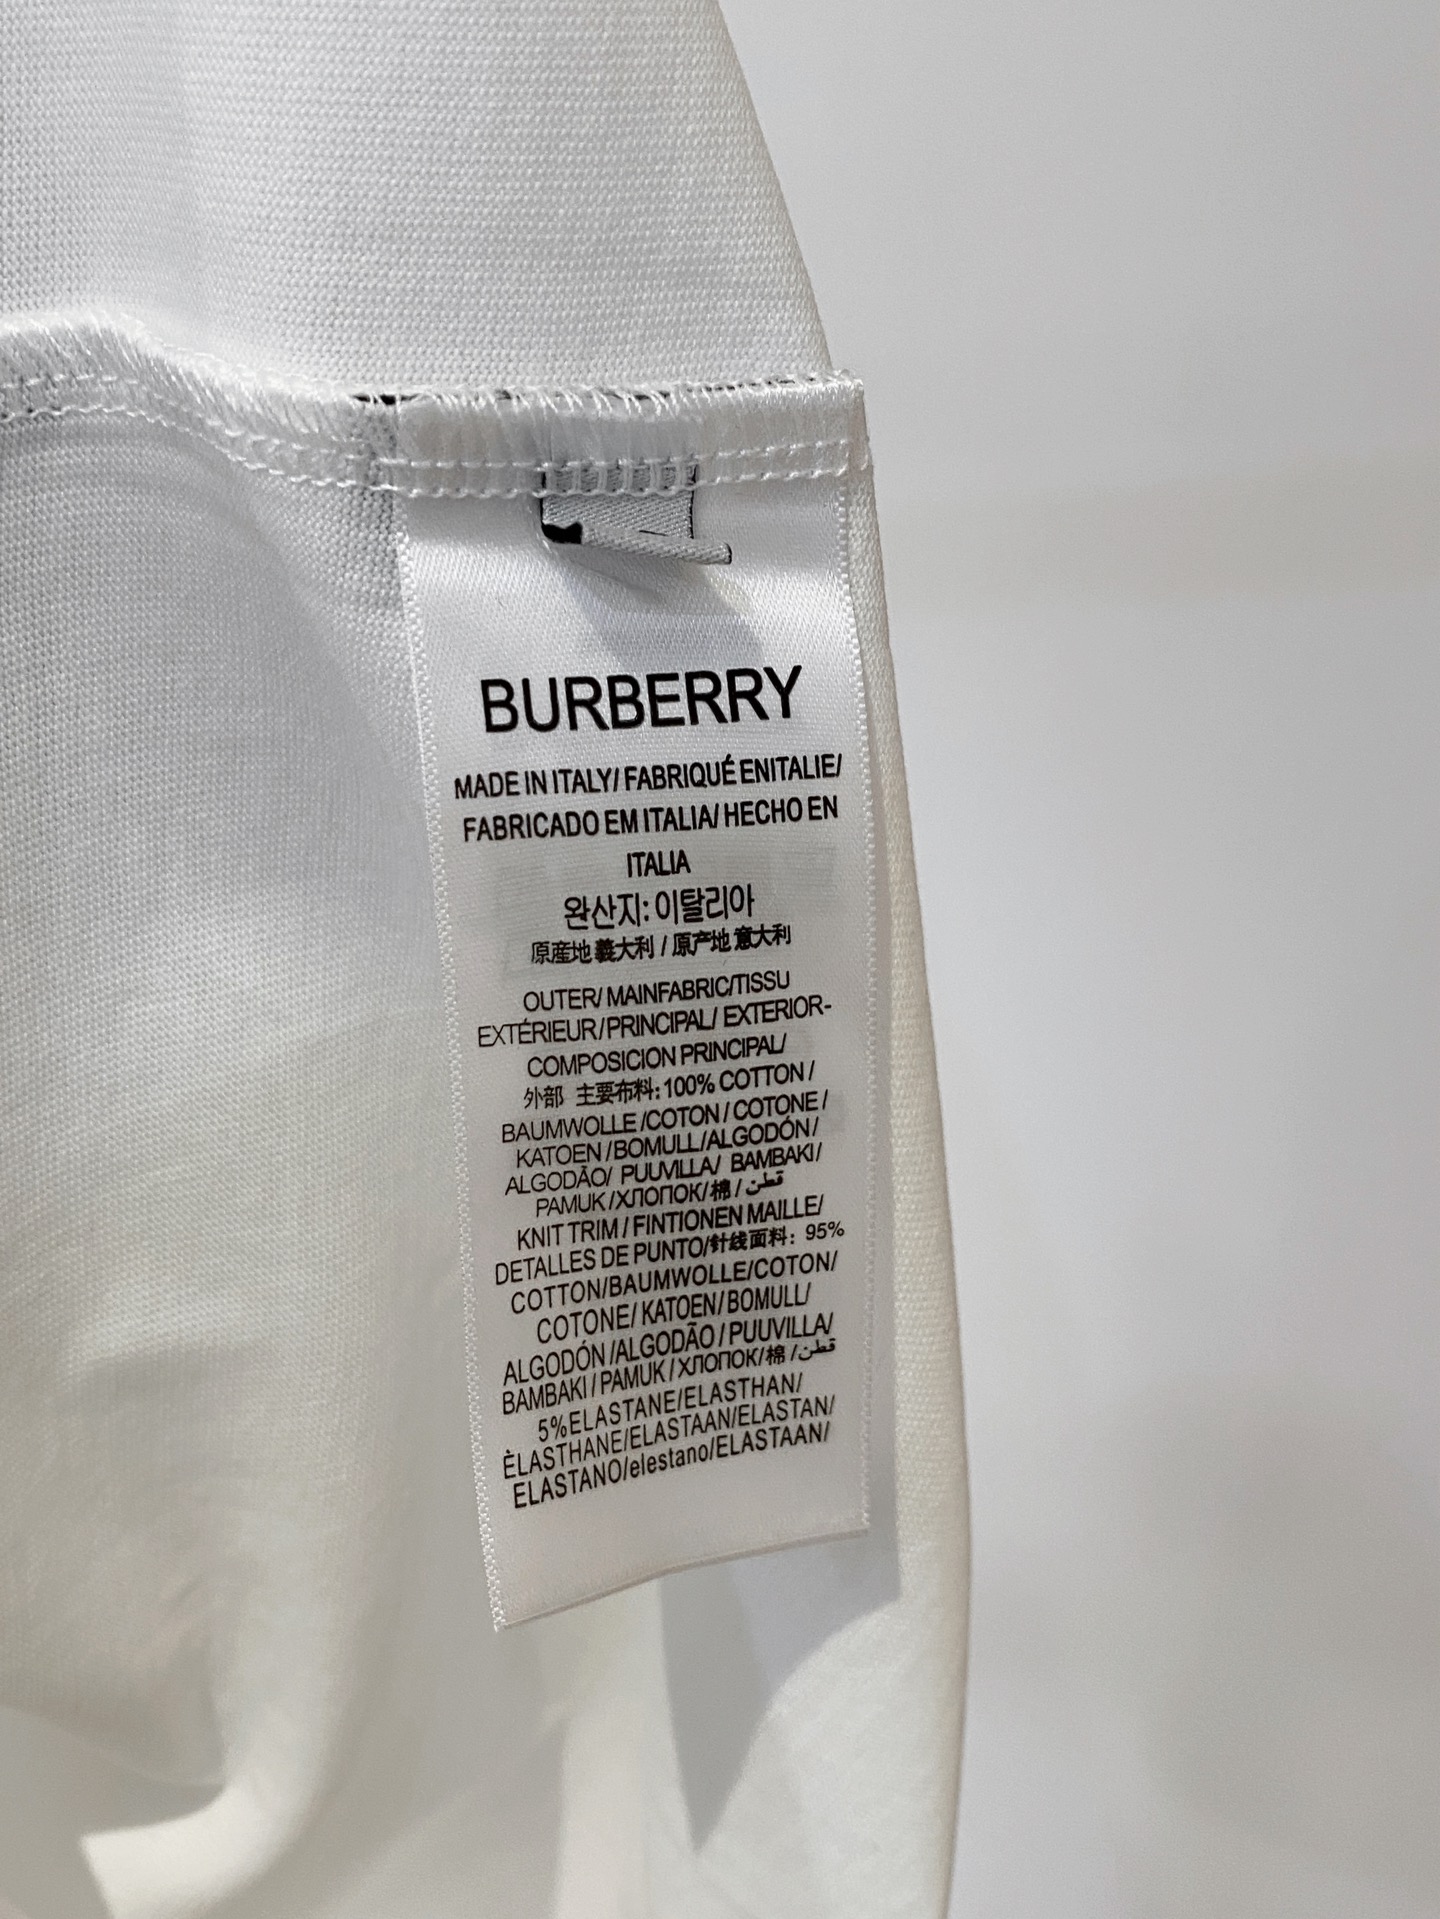 BURBERRY
MADE IN ITALY/ FABRIQUÉ ENITALIE/
FABRICADO EM ITALIA/ HECHO EN
ITALIA
완산지: 이탈리아
原産地 義大利 / 原产地 意大利
OUTER/ MAINFABRIC/TISSU
EXTÉRIEUR/PRINCIPAL/ EXTERIOR-
COMPOSICION PRINCIPAL/
外部 主要布料: 100% COTTON /
BAUMWOLLE /COTON / COTONE /
KATOEN /BOMULL/ALGODÓN /
ALGODÃO/ PUUVILLA/ BAMBAKI/
PAMUK /ХЛОПОК/棉 / قطن
KNIT TRIM / FINTIONEN MAILLE/
DETALLES DE PUNTO/针线面料: 95%
COTTON/BAUMWOLLE/COTON/
COTONE/ KATOEN/ BOMULL/
ALGODÓN /ALGODÃO / PUUVILLA/
BAMBAKI / PAMUK / ХЛОПОК/棉 / قطن
5%ELASTANE/ELASTHAN/
ÈLASTHANE/ELASTAAN/ELASTAN/
ELASTANO/elestano/ELASTAAN/